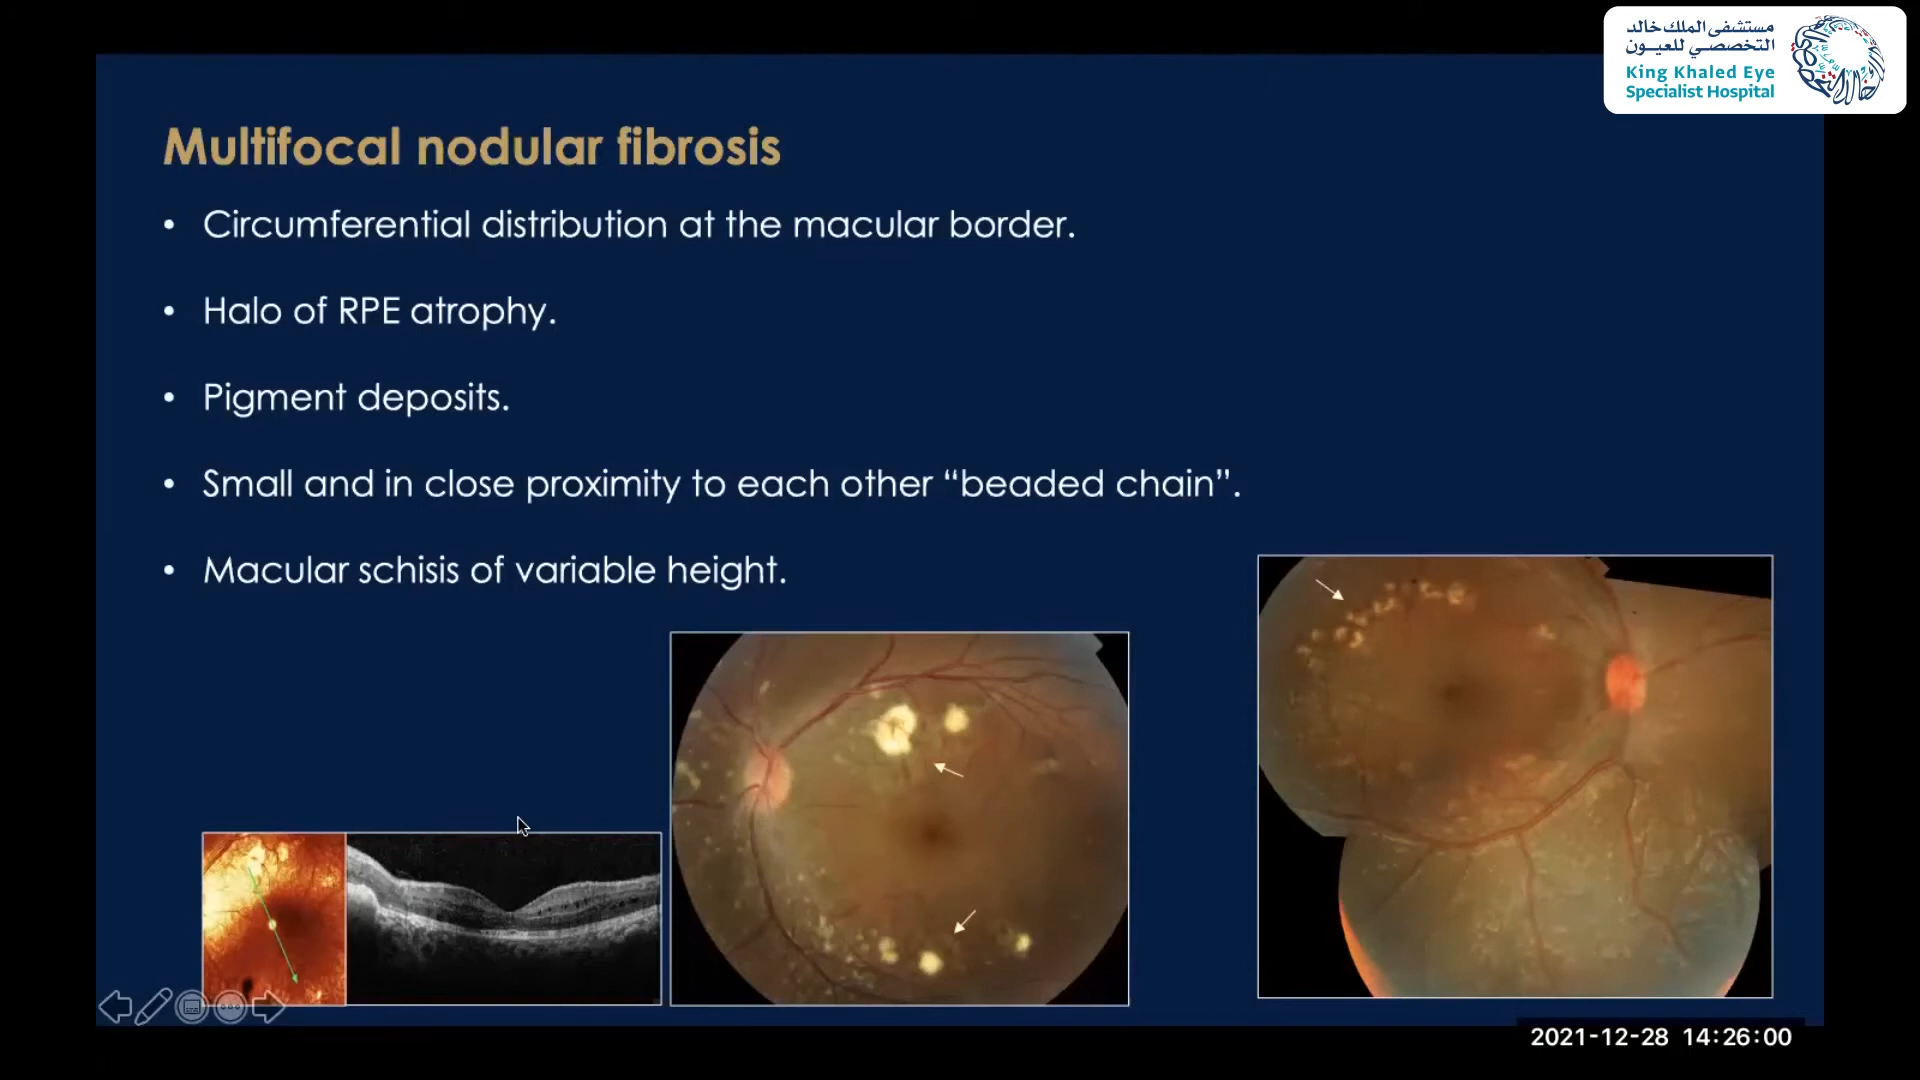 مستشفى الملك خالد
التخصصي للعيون
King Khaled Eye
Specialist Hospital
Multifocal nodular fibrosis
• Circumferential distribution at the macular border.
• Halo of RPE atrophy.
• Pigment deposits.
• Small and in close proximity to each other “beaded chain”.
• Macular schisis of variable height.
2021-12-28 14:26:00